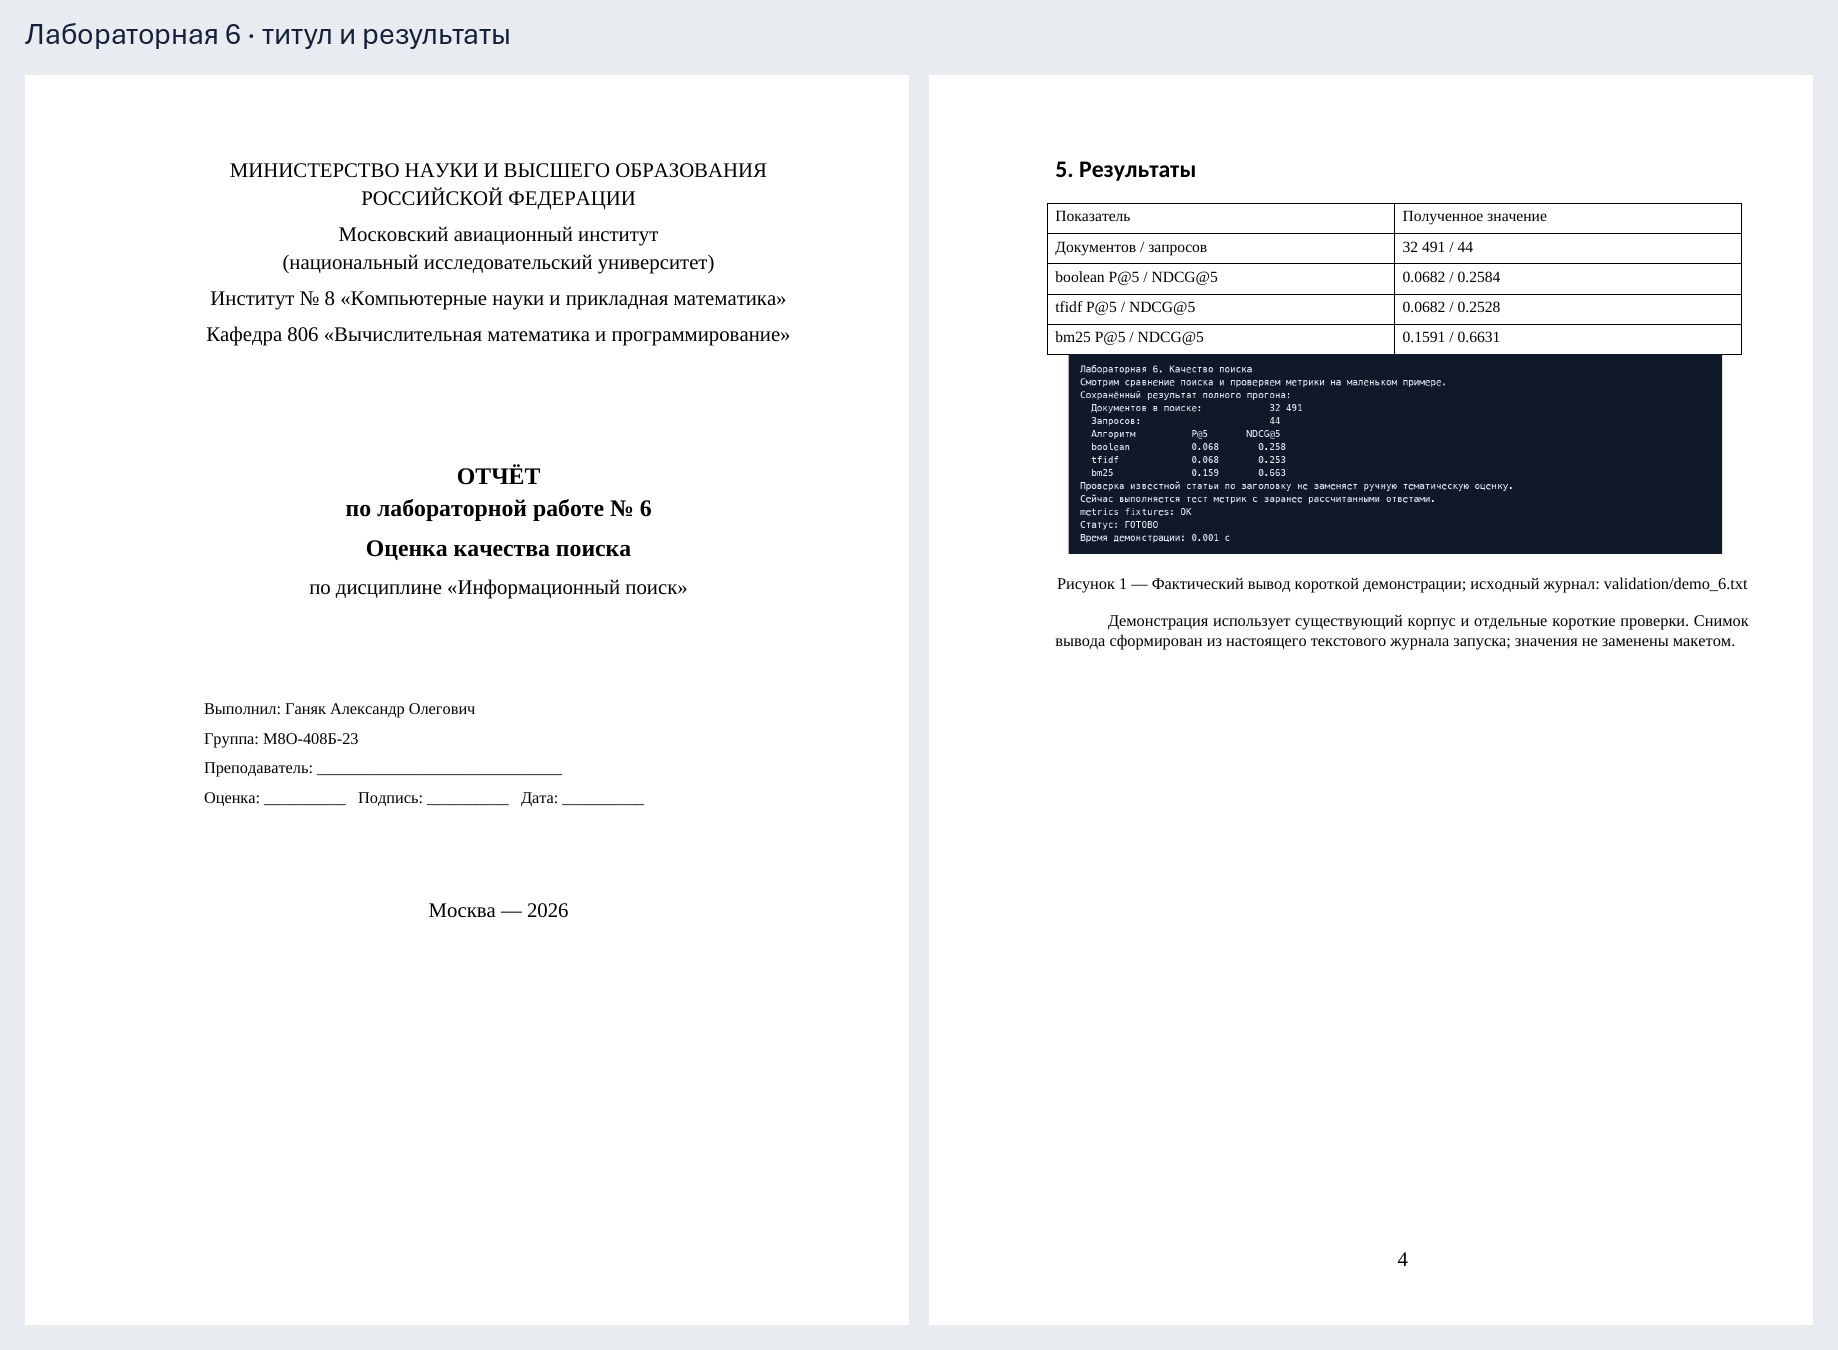 Лабораторная 6 · титул и результаты
МИНИСТЕРСТВО НАУКИ И ВЫСШЕГО ОБРАЗОВАНИЯ
РОССИЙСКОЙ ФЕДЕРАЦИИ
Московский авиационный институт
(национальный исследовательский университет)
Институт № 8 «Компьютерные науки и прикладная математика»
Кафедра 806 «Вычислительная математика и программирование»
ОТЧЁТ
по лабораторной работе № 6
Оценка качества поиска
по дисциплине «Информационный поиск»
Выполнил: Ганяк Александр Олегович
Группа: М8О-408Б-23
Преподаватель: ______________________________
Оценка: __________ Подпись: __________ Дата: __________
Москва — 2026
5. Результаты
Показатель Полученное значение
Документов / запросов 32 491 / 44
boolean P@5 / NDCG@5 0.0682 / 0.2584
tfidf P@5 / NDCG@5 0.0682 / 0.2528
bm25 P@5 / NDCG@5 0.1591 / 0.6631
Лабораторная 6. Качество поиска
Смотрим сравнение поиска и проверяем метрики на маленьком примере.
Сохранённый результат полного прогона:
Документов в поиске: 32 491
Запросов: 44
Алгоритм P@5 NDCG@5
boolean 0.068 0.258
tfidf 0.068 0.253
bm25 0.159 0.663
Проверка известной статьи по заголовку не заменяет ручную тематическую оценку.
Сейчас выполняется тест метрик с заранее рассчитанными ответами.
metrics fixtures: OK
Статус: ГОТОВО
Время демонстрации: 0.001 с
Рисунок 1 — Фактический вывод короткой демонстрации; исходный журнал: validation/demo_6.txt
Демонстрация использует существующий корпус и отдельные короткие проверки. Снимок
вывода сформирован из настоящего текстового журнала запуска; значения не заменены макетом.
4